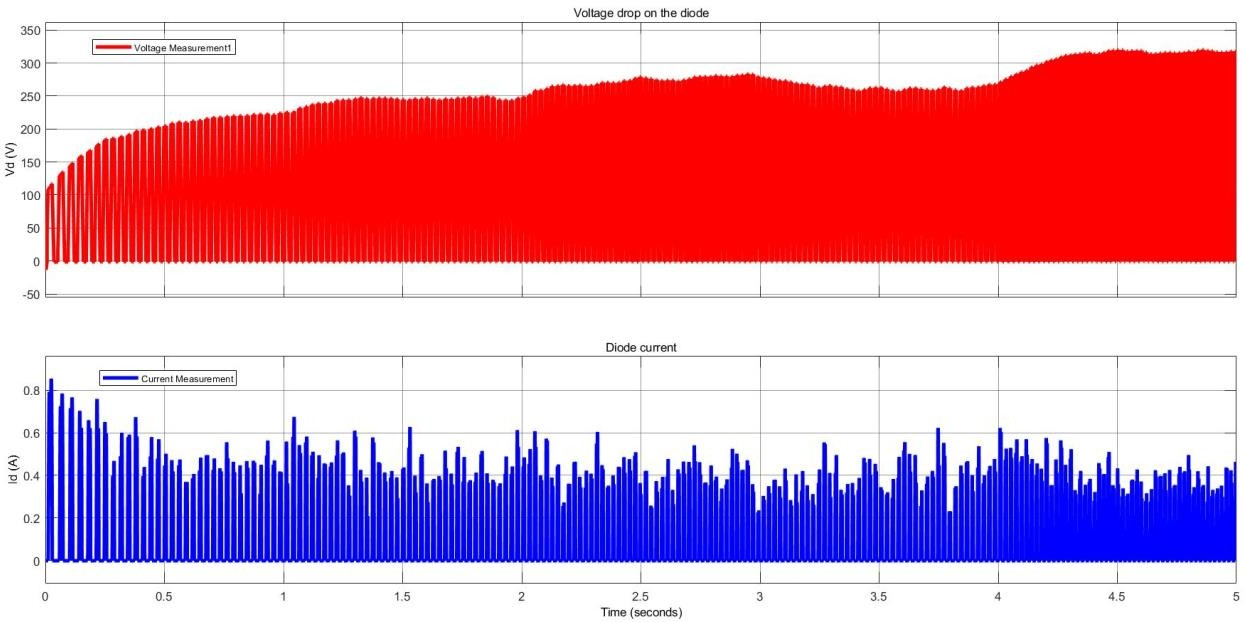 Voltage drop on the diode
Voltage Measurement1
Vd (V)
350
300
250
200
150
100
50
0
-50
Diode current
Current Measurement
Id (A)
0.8
0.6
0.4
0.2
0
0 0.5 1 1.5 2 2.5 3 3.5 4 4.5 5
Time (seconds)